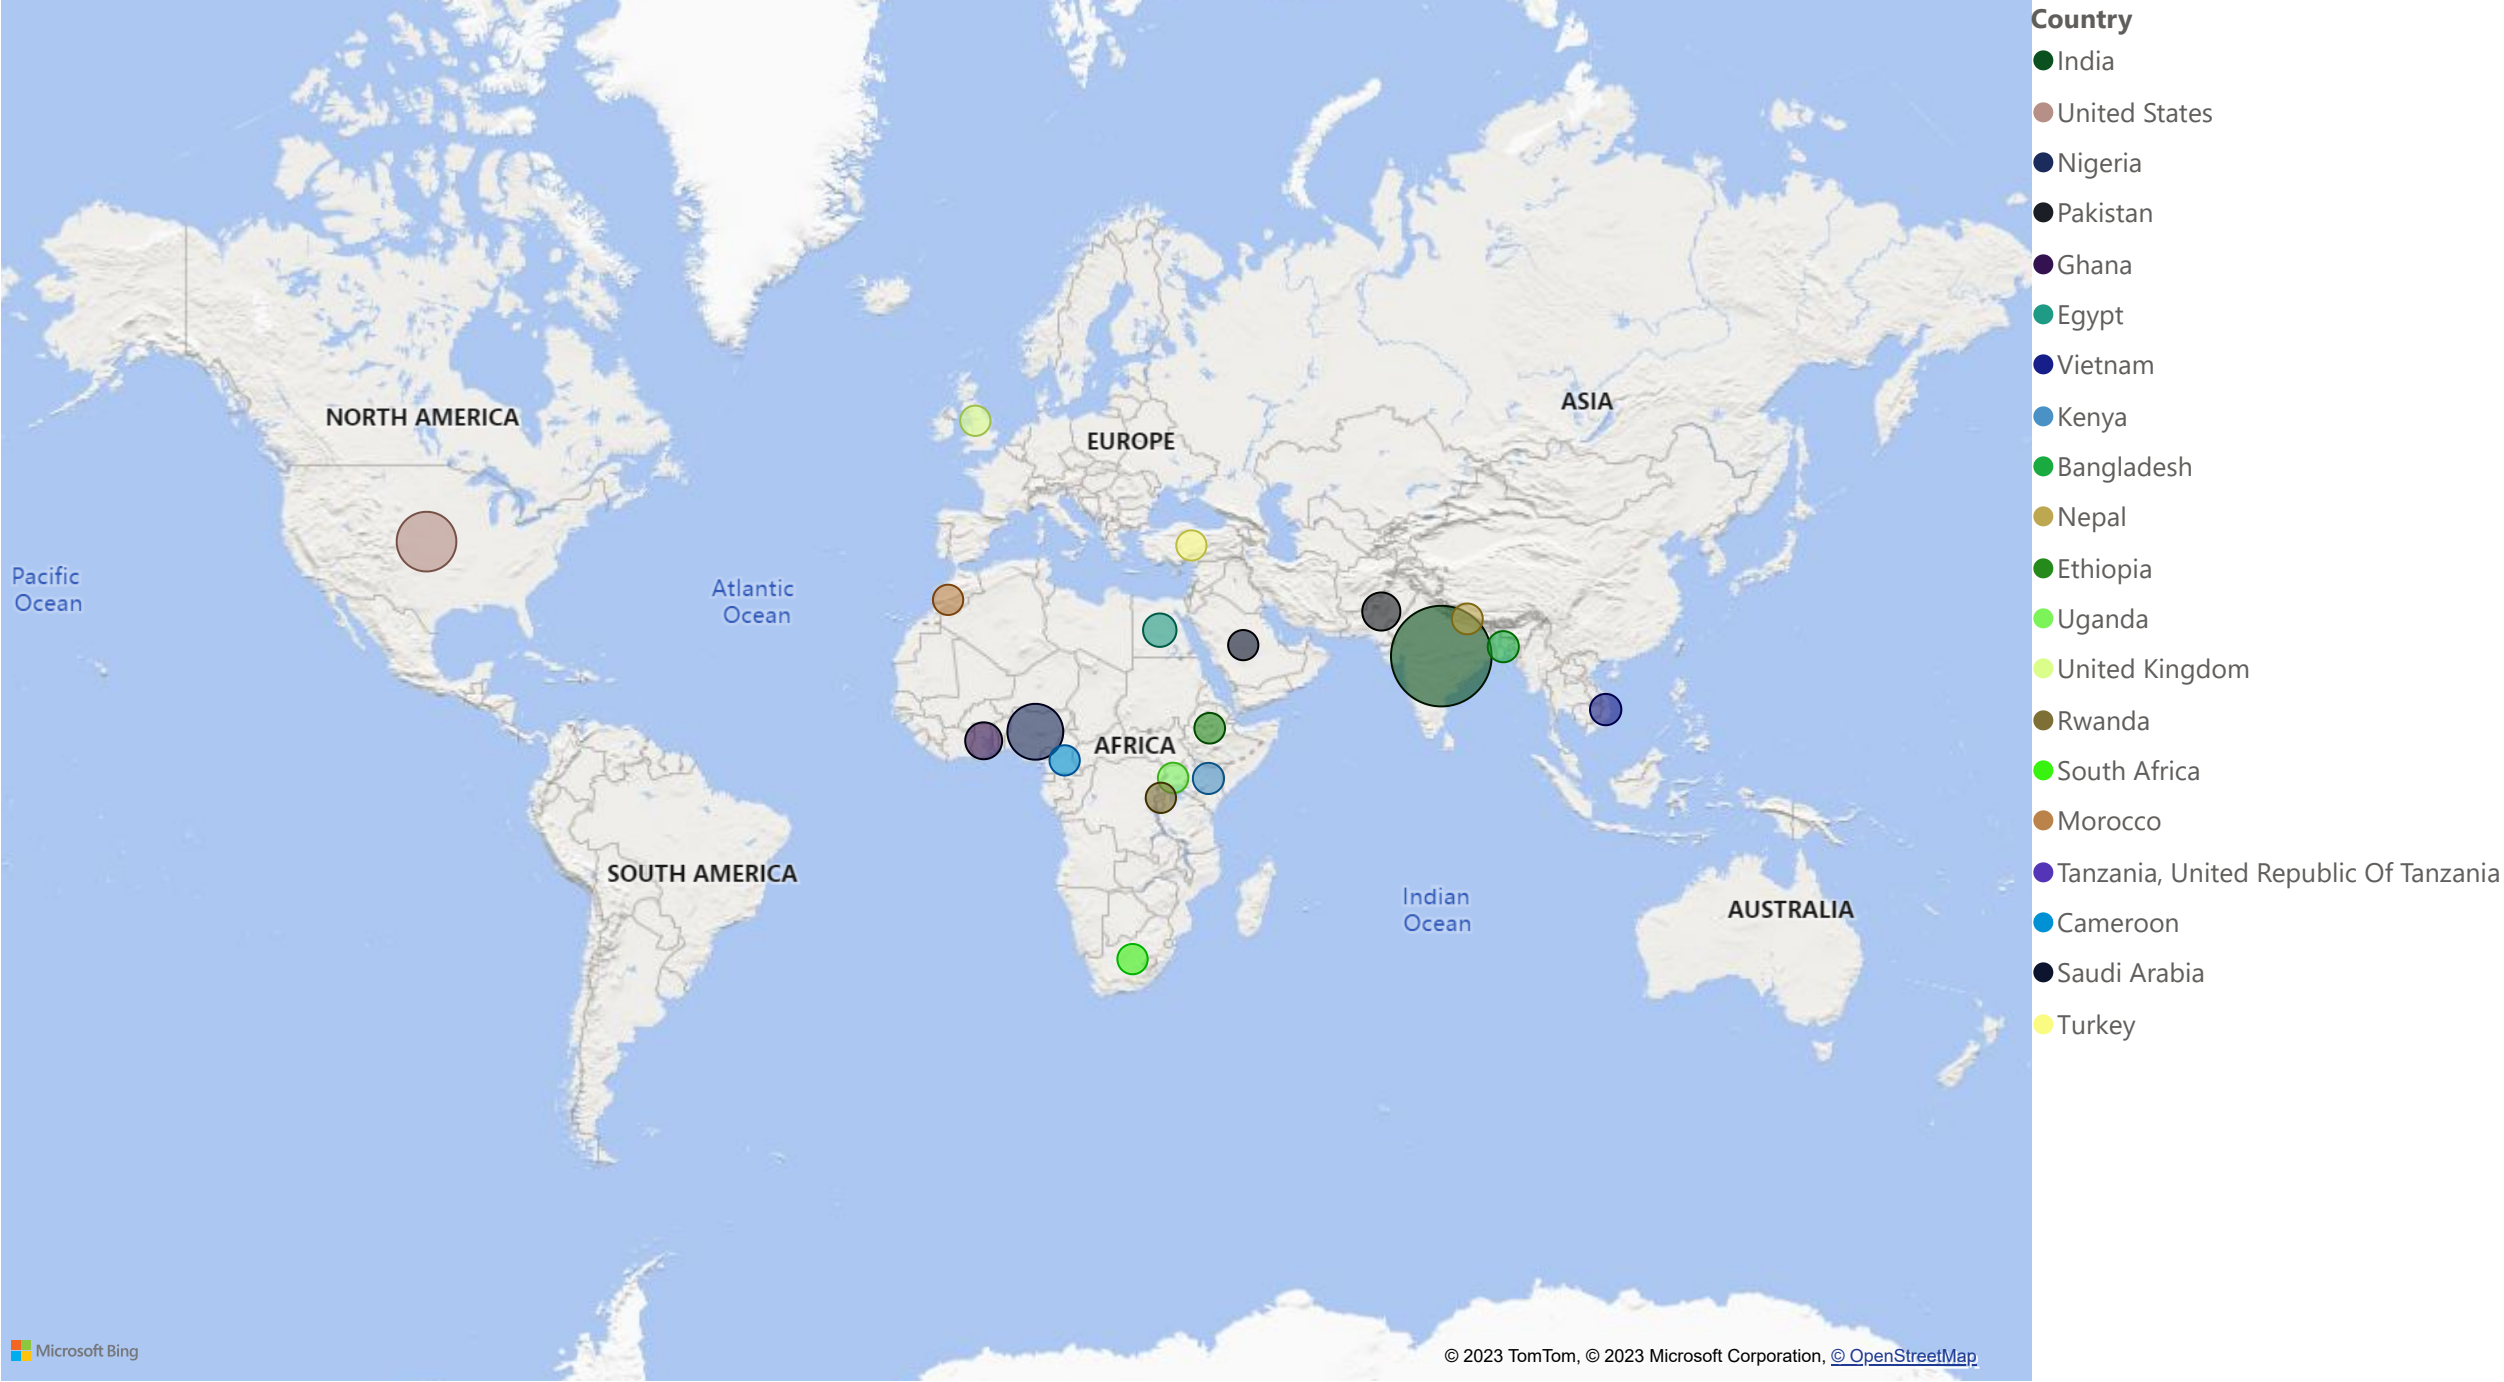 NORTH AMERICA
EUROPE
ASIA
Pacific
Ocean
Atlantic
Ocean
AFRICA
SOUTH AMERICA
Indian
Ocean
AUSTRALIA
Microsoft Bing
© 2023 TomTom, © 2023 Microsoft Corporation, © OpenStreetMap
Country
India
United States
Nigeria
Pakistan
Ghana
Egypt
Vietnam
Kenya
Bangladesh
Nepal
Ethiopia
Uganda
United Kingdom
Rwanda
South Africa
Morocco
Tanzania, United Republic Of Tanzania
Cameroon
Saudi Arabia
Turkey